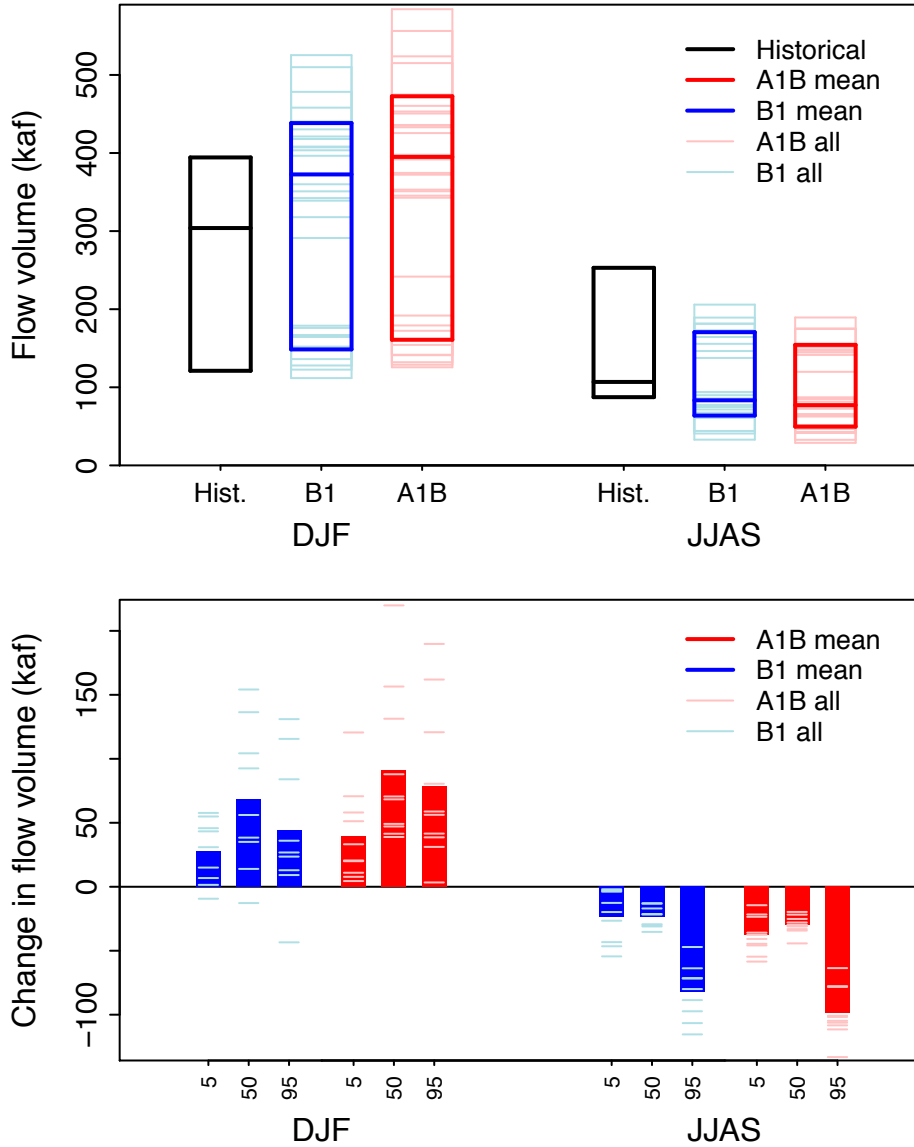 Flow volume (kaf)
500
400
300
200
100
0
Historical
A1B mean
B1 mean
A1B all
B1 all
Hist. B1 A1B Hist. B1 A1B
DJF JJAS
Change in flow volume (kaf)
150
50
0
−100
A1B mean
B1 mean
A1B all
B1 all
5 50 95 5 50 95 5 50 95 5 50 95
DJF JJAS